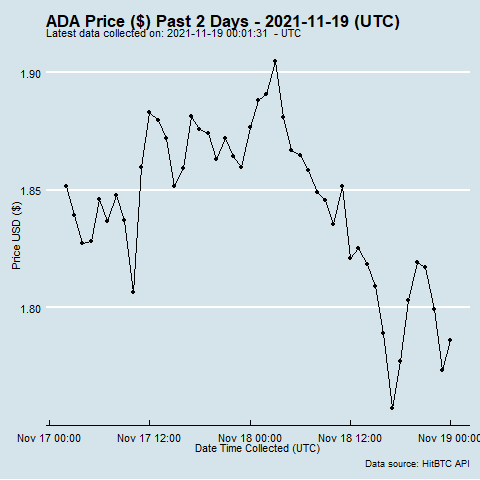 ADA Price ($) Past 2 Days - 2021-11-19 (UTC)
Latest data collected on: 2021-11-19 00:01:31 - UTC
1.90
1.85
1.80
Price USD ($)
Nov 17 00:00 Nov 17 12:00 Nov 18 00:00 Nov 18 12:00 Nov 19 00:00
Date Time Collected (UTC)
Data source: HitBTC API